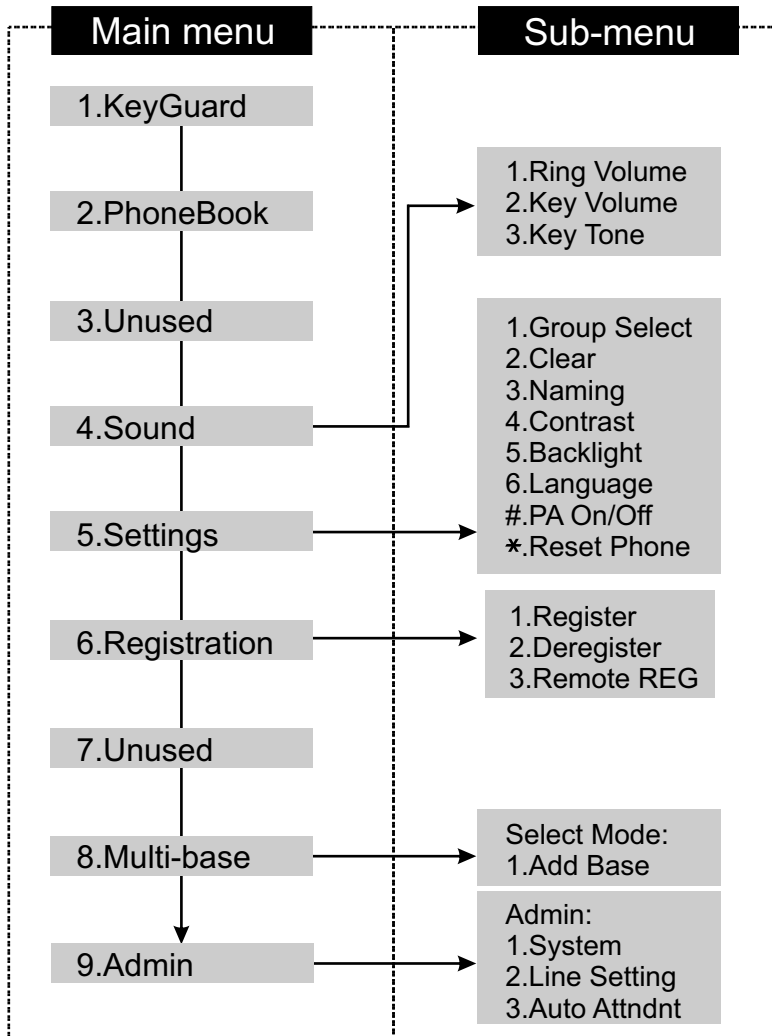 Main menu
1.KeyGuard
2.PhoneBook
3.Unused
4.Sound
5.Settings
6.Registration
7.Unused
8.Multi-base
9.Admin
Sub-menu
1.Ring Volume
2.Key Volume
3.Key Tone
1.Group Select
2.Clear
3.Naming
4.Contrast
5.Backlight
6.Language
#.PA On/Off
*.Reset Phone
1.Register
2.Deregister
3.Remote REG
Select Mode:
1.Add Base
Admin:
1.System
2.Line Setting
3.Auto Attndnt